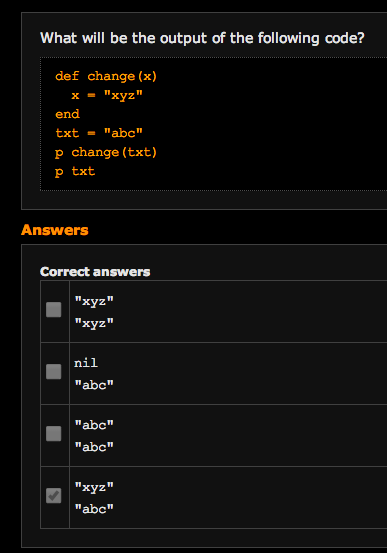 What will be the output of the following code?
def change(x)
  x = "xyz"
end
txt = "abc"
p change(txt)
p txt
Answers
Correct answers
"xyz"
"xyz"
nil
"abc"
"abc"
"abc"
"xyz"
"abc"